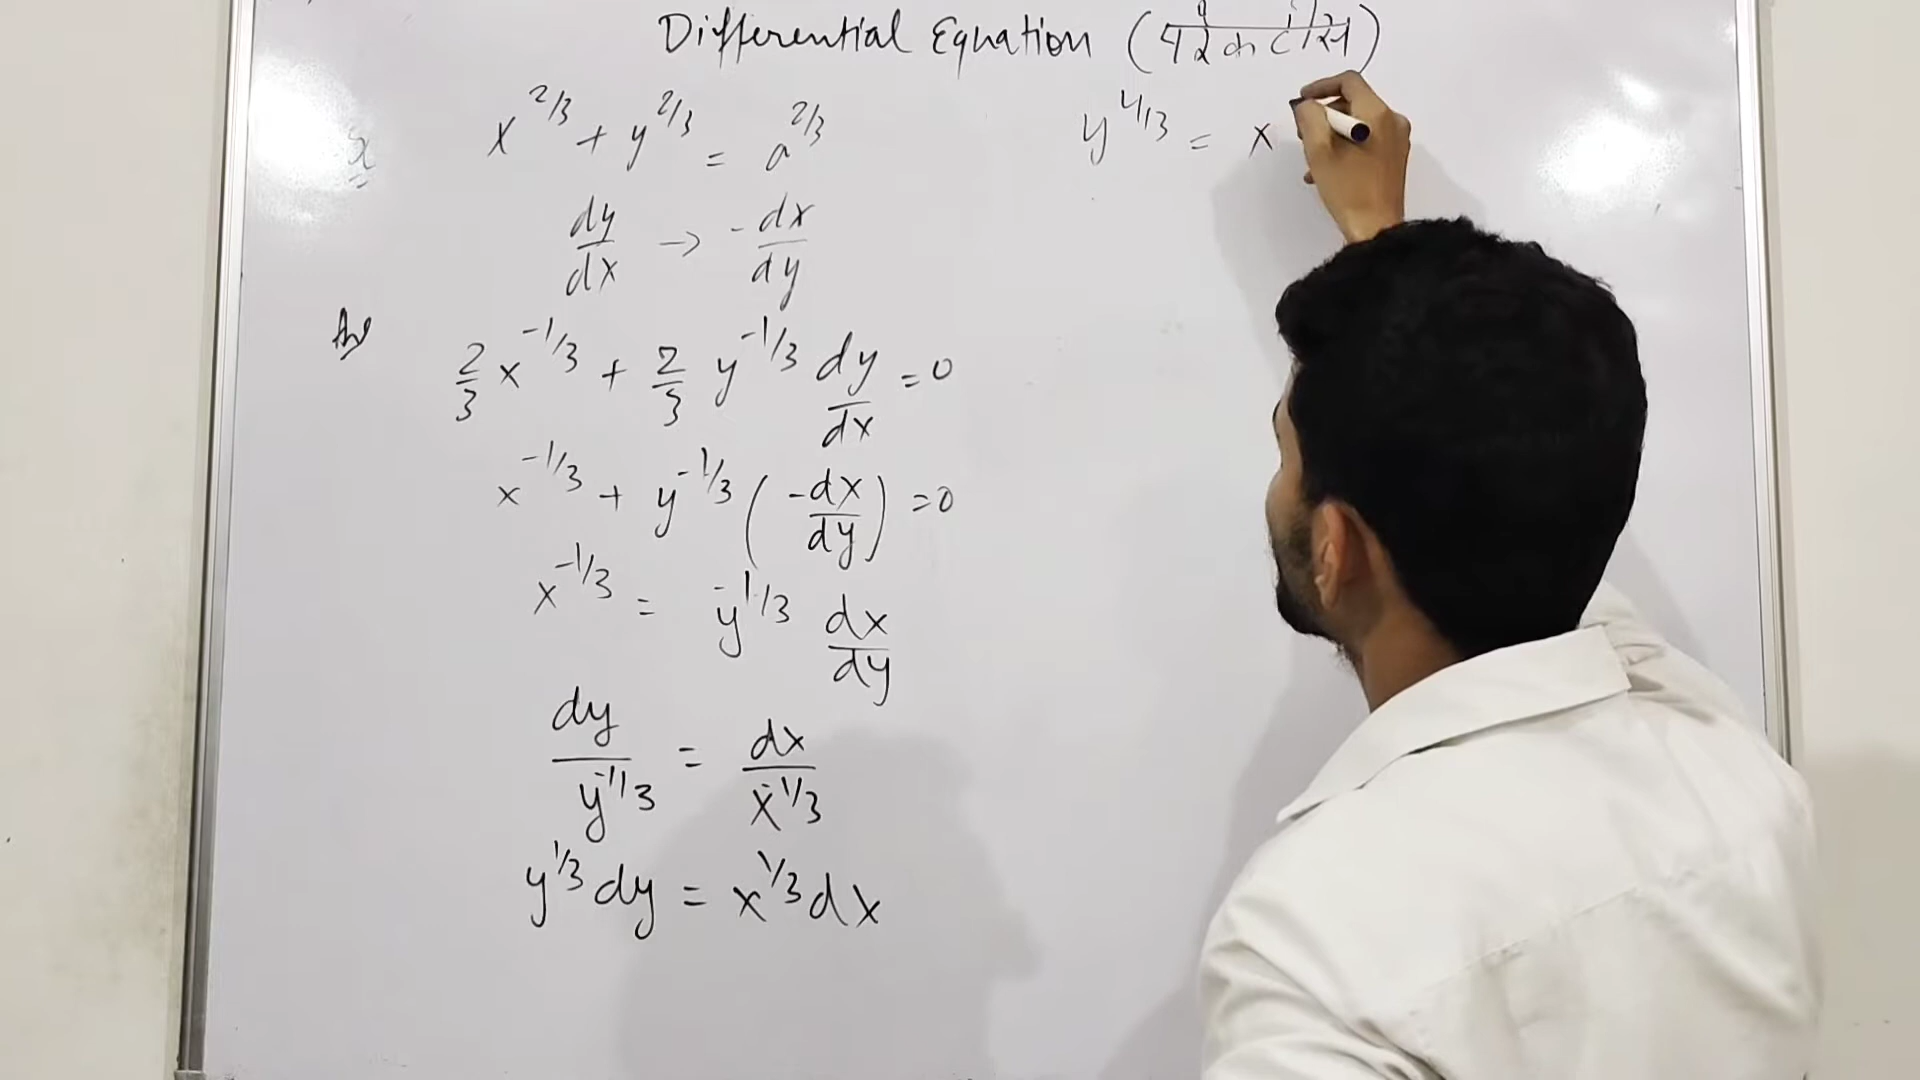 Differential Equation
x^2/3 + y^2/3 = a^2/3
dy/dx → -dx/dy
2/3 x^-1/3 + 2/3 y^-1/3 dy/dx = 0
x^-1/3 + y^-1/3 (-dx/dy) = 0
x^-1/3 = y^-1/3 dx/dy
dy/y^-1/3 = dx/x^-1/3
y^1/3 dy = x^1/3 dx
y^4/3 = x